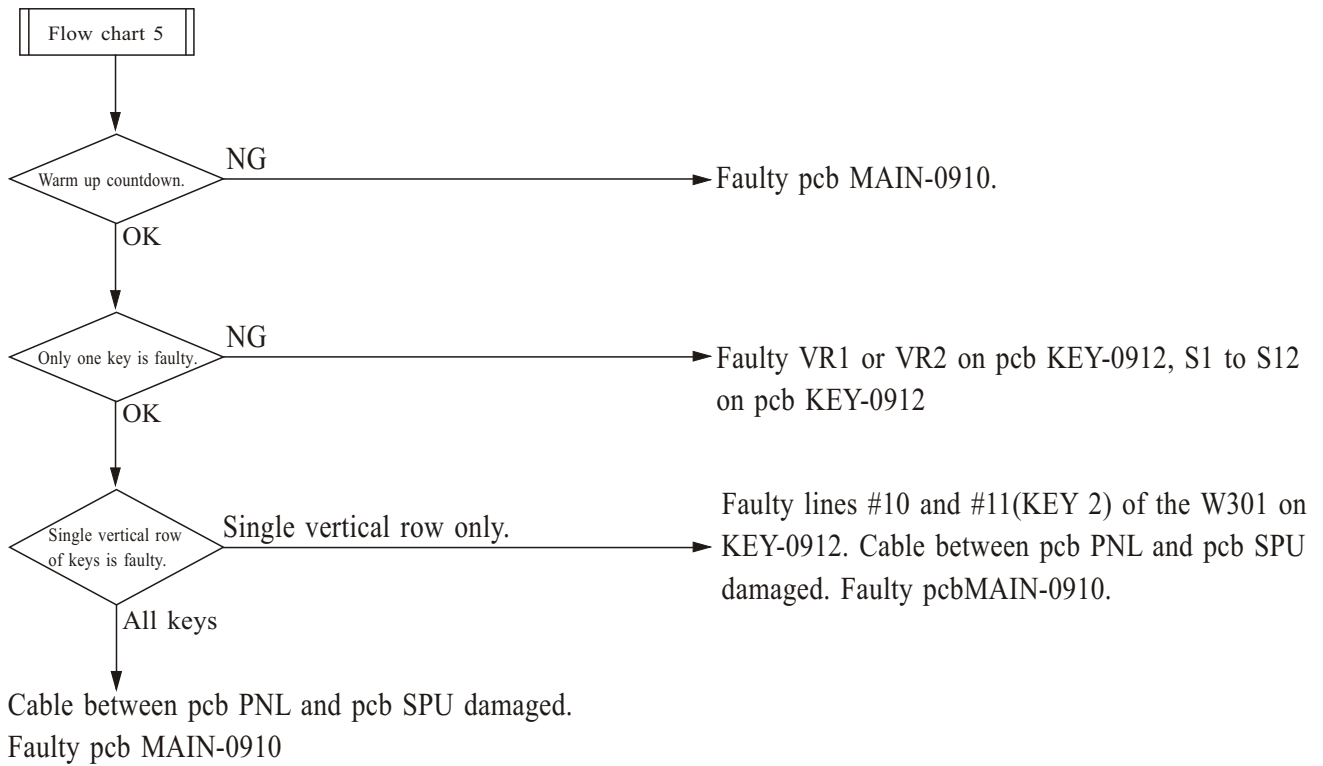 Flow chart 5
Warm up countdown.
NG
Faulty pcb MAIN-0910.
OK
Only one key is faulty.
NG
Faulty VR1 or VR2 on pcb KEY-0912, S1 to S12
on pcb KEY-0912
OK
Single vertical row
of keys is faulty.
Single vertical row only.
Faulty lines #10 and #11(KEY 2) of the W301 on
KEY-0912. Cable between pcb PNL and pcb SPU
damaged. Faulty pcbMAIN-0910.
All keys
Cable between pcb PNL and pcb SPU damaged.
Faulty pcb MAIN-0910